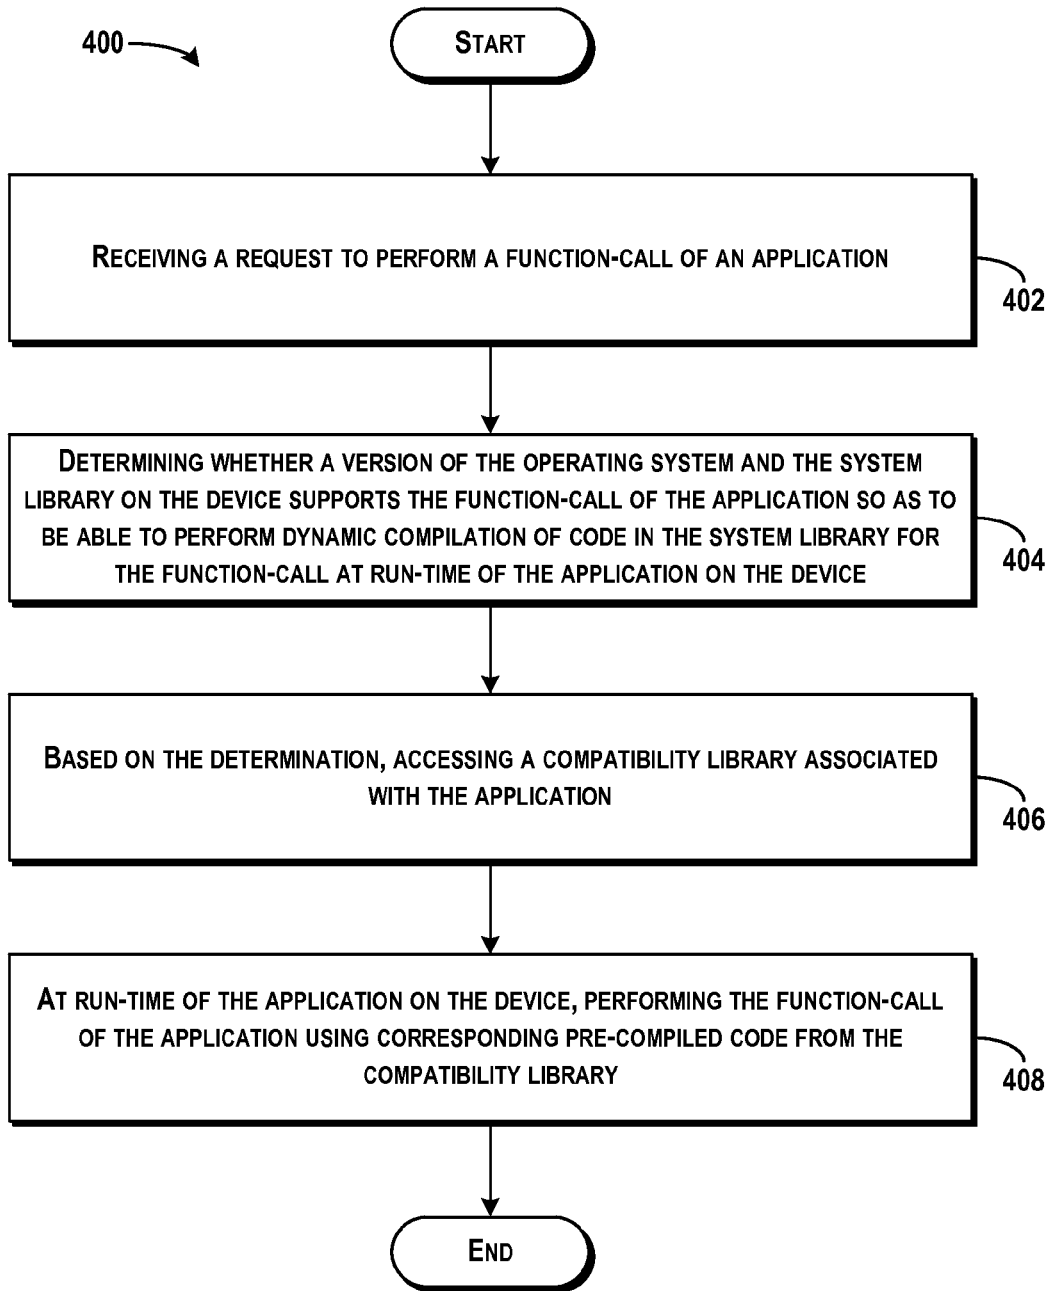 400
START
RECEIVING A REQUEST TO PERFORM A FUNCTION-CALL OF AN APPLICATION
402
DETERMINING WHETHER A VERSION OF THE OPERATING SYSTEM AND THE SYSTEM
LIBRARY ON THE DEVICE SUPPORTS THE FUNCTION-CALL OF THE APPLICATION SO AS TO
BE ABLE TO PERFORM DYNAMIC COMPILATION OF CODE IN THE SYSTEM LIBRARY FOR
THE FUNCTION-CALL AT RUN-TIME OF THE APPLICATION ON THE DEVICE
404
BASED ON THE DETERMINATION, ACCESSING A COMPATIBILITY LIBRARY ASSOCIATED
WITH THE APPLICATION
406
AT RUN-TIME OF THE APPLICATION ON THE DEVICE, PERFORMING THE FUNCTION-CALL
OF THE APPLICATION USING CORRESPONDING PRE-COMPILED CODE FROM THE
COMPATIBILITY LIBRARY
408
END